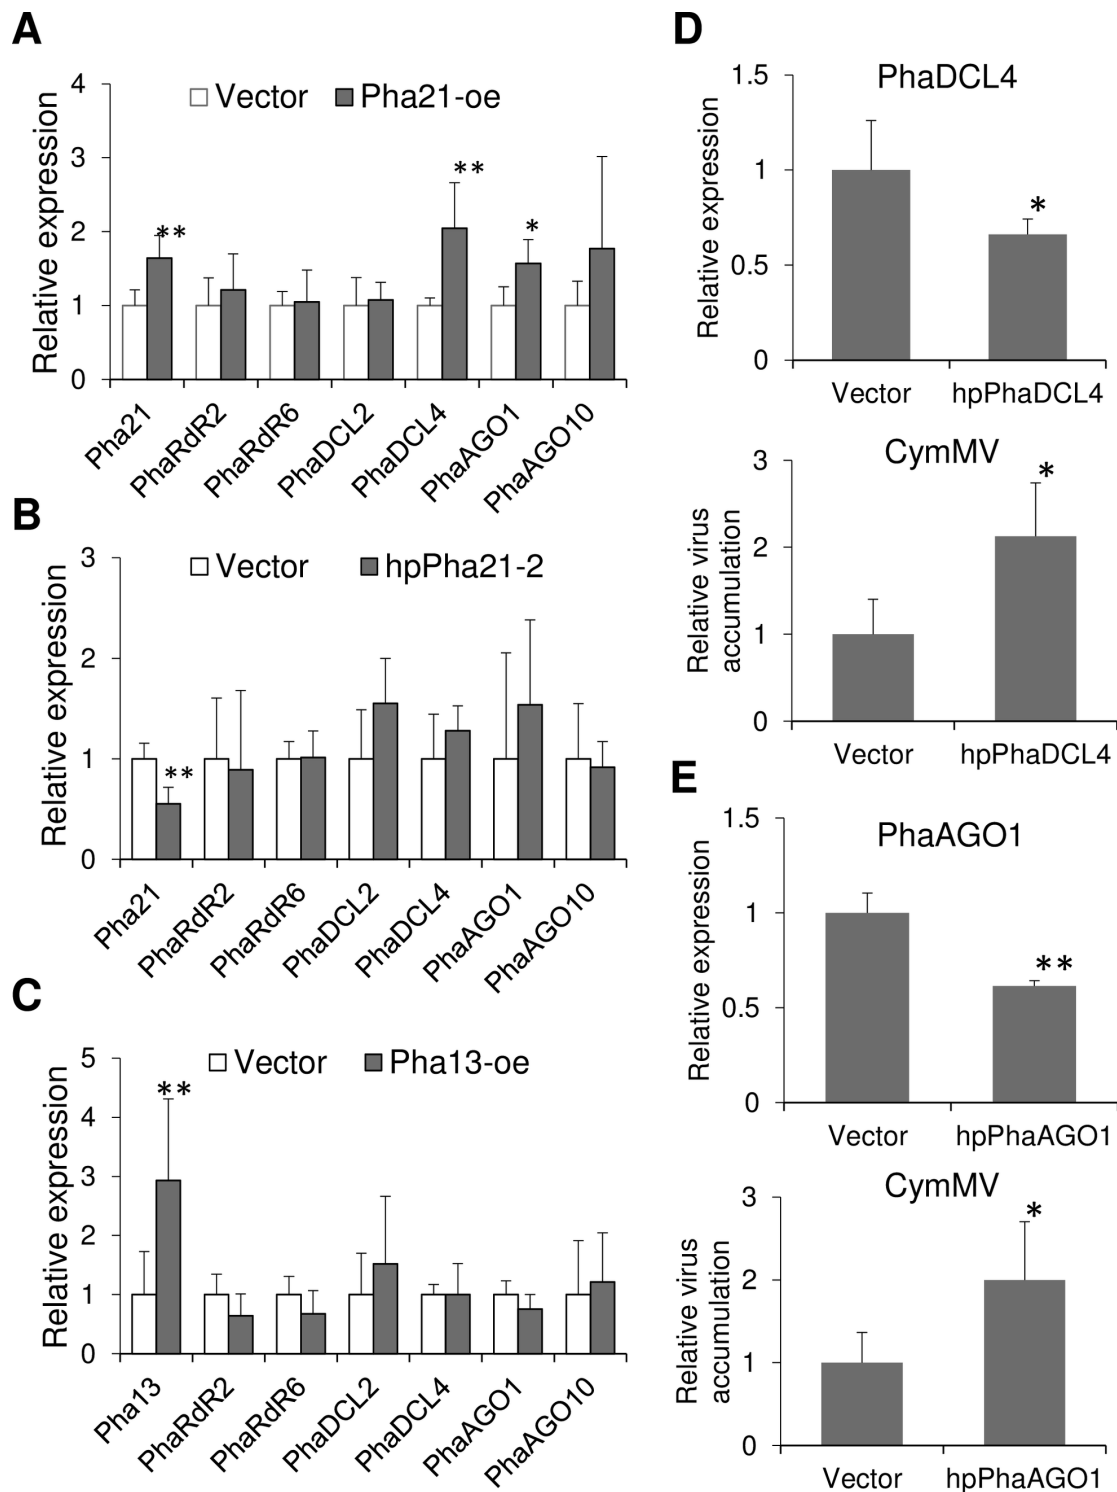 A
Vector Pha21-oe
Relative expression
4
3
2
1
0
** ** *
Pha21 PhaRdR2 PhaRdR6 PhaDCL2 PhaDCL4 PhaAGO1 PhaAGO10
B
Vector hpPha21-2
Relative expression
3
2
1
0
**
Pha21 PhaRdR2 PhaRdR6 PhaDCL2 PhaDCL4 PhaAGO1 PhaAGO10
C
Vector Pha13-oe
Relative expression
5
4
3
2
1
0
**
Pha13 PhaRdR2 PhaRdR6 PhaDCL2 PhaDCL4 PhaAGO1 PhaAGO10
D
PhaDCL4
Relative expression
1.5
1
0.5
0
*
Vector hpPhaDCL4
CymMV
Relative virus
accumulation
3
2
1
0
*
Vector hpPhaDCL4
E
PhaAGO1
Relative expression
1.5
1
0.5
0
**
Vector hpPhaAGO1
CymMV
Relative virus
accumulation
3
2
1
0
*
Vector hpPhaAGO1